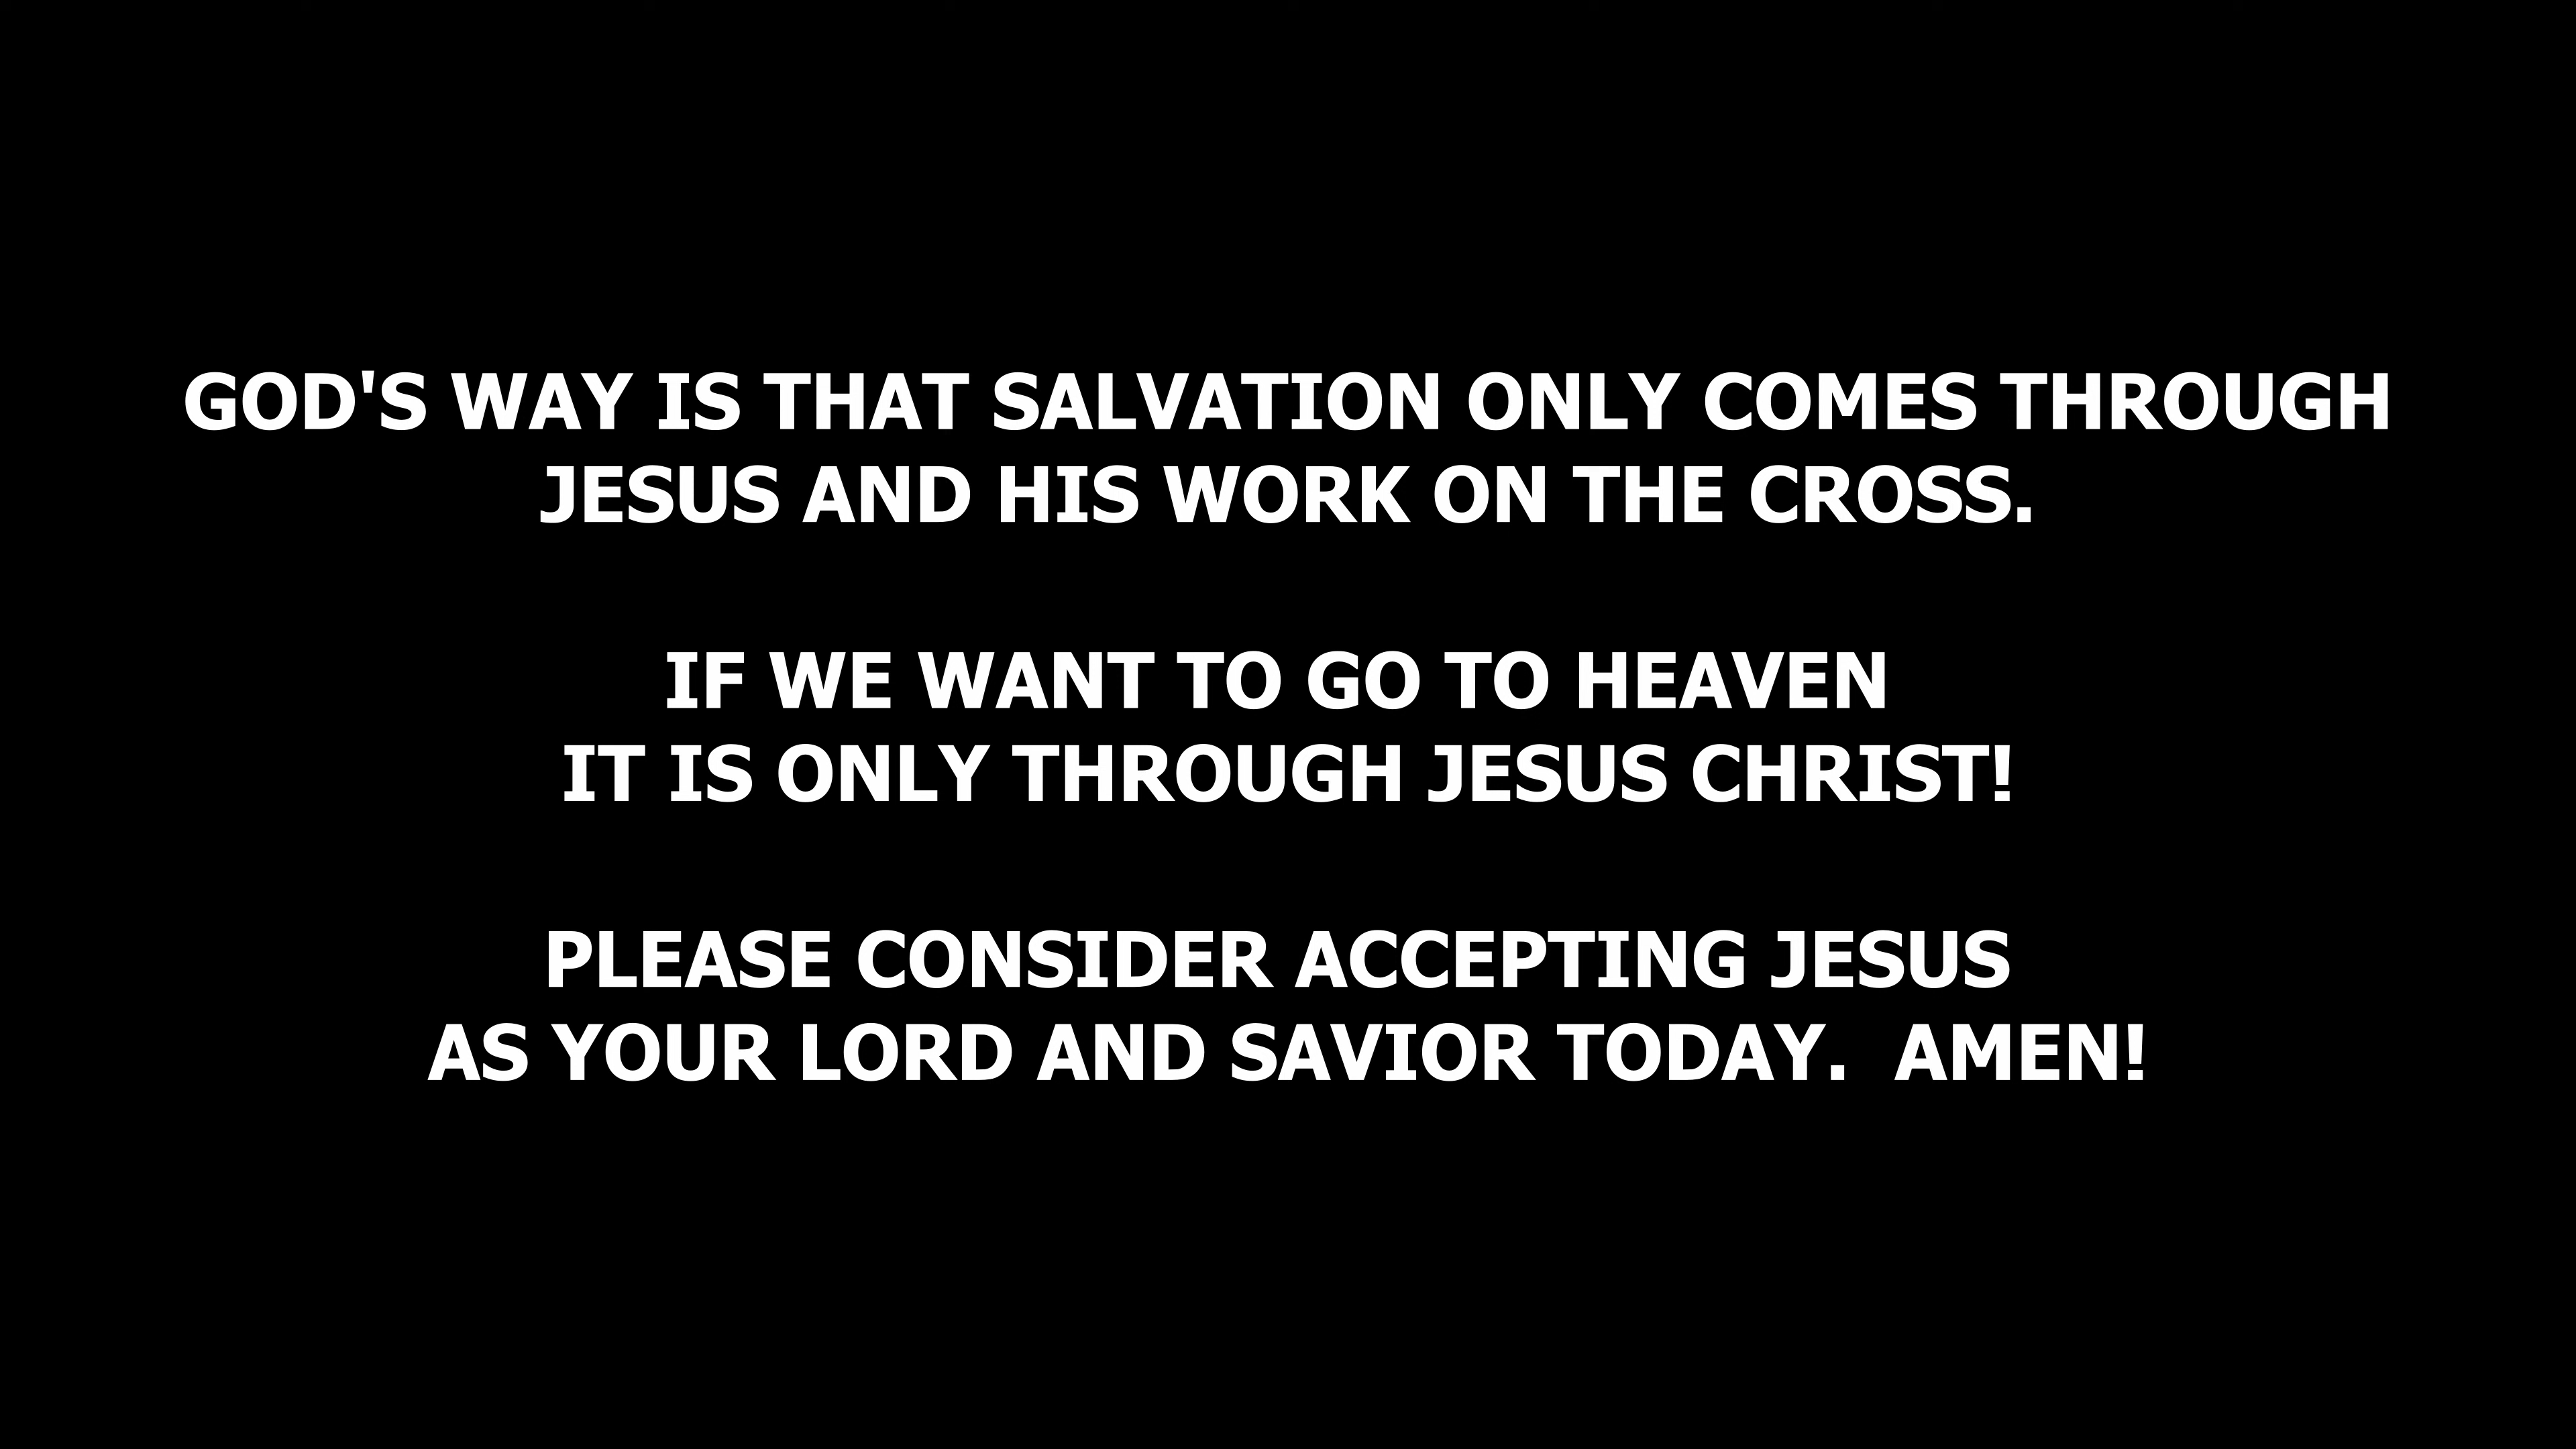 GOD'S WAY IS THAT SALVATION ONLY COMES THROUGH
JESUS AND HIS WORK ON THE CROSS.
IF WE WANT TO GO TO HEAVEN
IT IS ONLY THROUGH JESUS CHRIST!
PLEASE CONSIDER ACCEPTING JESUS
AS YOUR LORD AND SAVIOR TODAY.  AMEN!